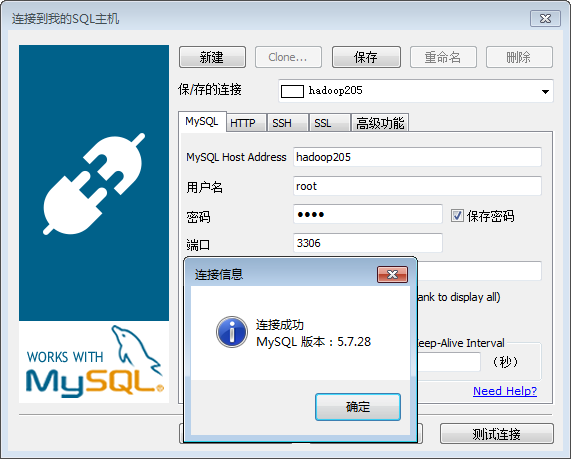 连接到我的SQL主机
新建
Clone...
保存
重命名
删除
保/存的连接
hadoop205
MySQL
HTTP
SSH
SSL
高级功能
MySQL Host Address
hadoop205
用户名
root
密码
●●●●
保存密码
端口
3306
连接信息
ank to display all)
连接成功
MySQL 版本：5.7.28
eep-Alive Interval
（秒）
确定
Need Help?
WORKS WITH
MySQL®
测试连接